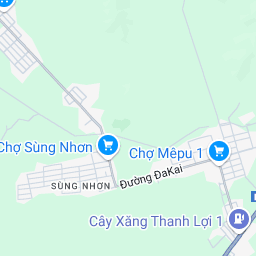 Chợ Sùng Nhơn
Chợ Mêpu 1
Đường ĐaKai
SÙNG NHƠN
Cây Xăng Thanh Lợi 1